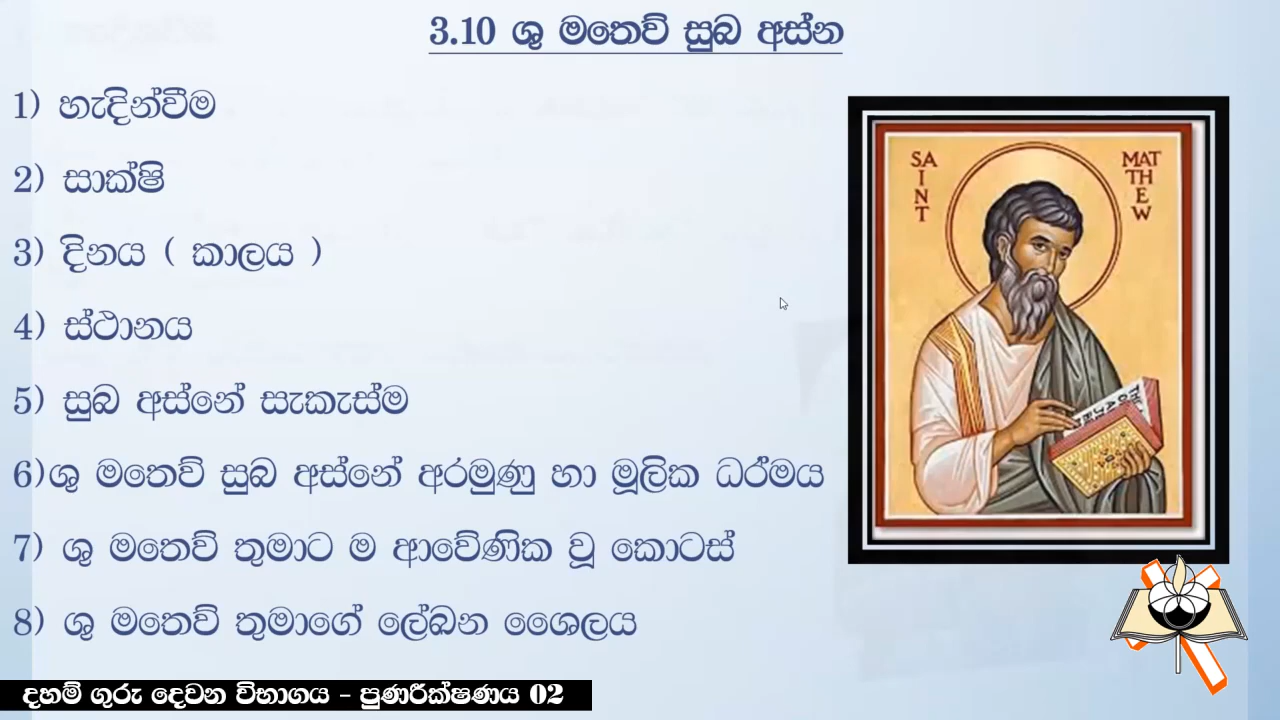 3.10 ශු මතෙව් සුබ අස්න
1) හැදින්වීම
2) සාක්ෂි
3) දිනය ( කාලය )
4) ස්ථානය
5) සුබ අස්නේ සැකැස්ම
6)ශු මතෙව් සුබ අස්නේ අරමුණු හා මූලික ධර්මය
7) ශු මතෙව් තුමාට ම ආවේණික වූ කොටස්
8) ශු මතෙව් තුමාගේ ලේඛන ශෛලය
SAINT
MATTHEW
දහම් ගුරු දෙවන විභාගය - පුණරීක්ෂණය 02